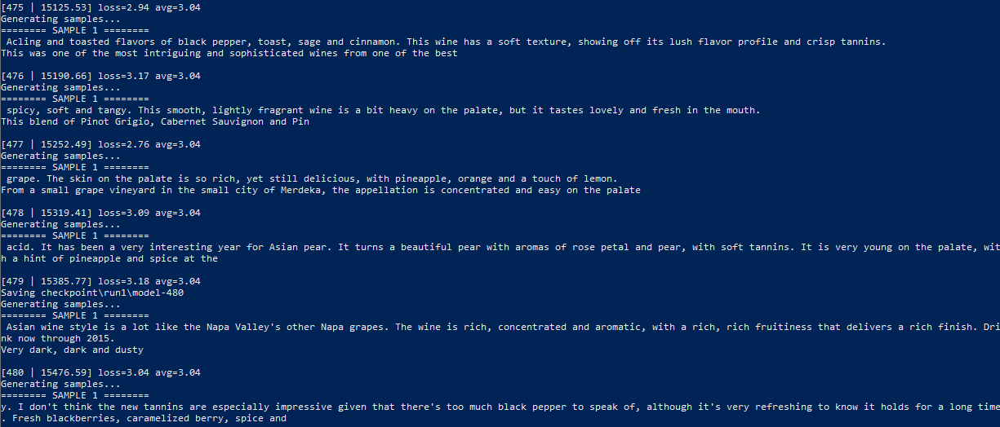 [475 | 15125.53] loss=2.94 avg=3.04
Generating samples...
======== SAMPLE 1 ========
 Acling and toasted flavors of black pepper, toast, sage and cinnamon. This wine has a soft texture, showing off its lush flavor profile and crisp tannins.
This was one of the most intriguing and sophisticated wines from one of the best

[476 | 15190.66] loss=3.17 avg=3.04
Generating samples...
======== SAMPLE 1 ========
 spicy, soft and tangy. This smooth, lightly fragrant wine is a bit heavy on the palate, but it tastes lovely and fresh in the mouth.
This blend of Pinot Grigio, Cabernet Sauvignon and Pin

[477 | 15252.49] loss=2.76 avg=3.04
Generating samples...
======== SAMPLE 1 ========
 grape. The skin on the palate is so rich, yet still delicious, with pineapple, orange and a touch of lemon.
From a small grape vineyard in the small city of Merdeka, the appellation is concentrated and easy on the palate

[478 | 15319.41] loss=3.09 avg=3.04
Generating samples...
======== SAMPLE 1 ========
 acid. It has been a very interesting year for Asian pear. It turns a beautiful pear with aromas of rose petal and pear, with soft tannins. It is very young on the palate, wit
h a hint of pineapple and spice at the

[479 | 15385.77] loss=3.18 avg=3.04
Saving checkpoint\run1\model-480
Generating samples...
======== SAMPLE 1 ========
 Asian wine style is a lot like the Napa Valley's other Napa grapes. The wine is rich, concentrated and aromatic, with a rich, rich fruitiness that delivers a rich finish. Dri
nk now through 2015.
Very dark, dark and dusty

[480 | 15476.59] loss=3.04 avg=3.04
Generating samples...
======== SAMPLE 1 ========
y. I don't think the new tannins are especially impressive given that there's too much black pepper to speak of, although it's very refreshing to know it holds for a long time
. Fresh blackberries, caramelized berry, spice and